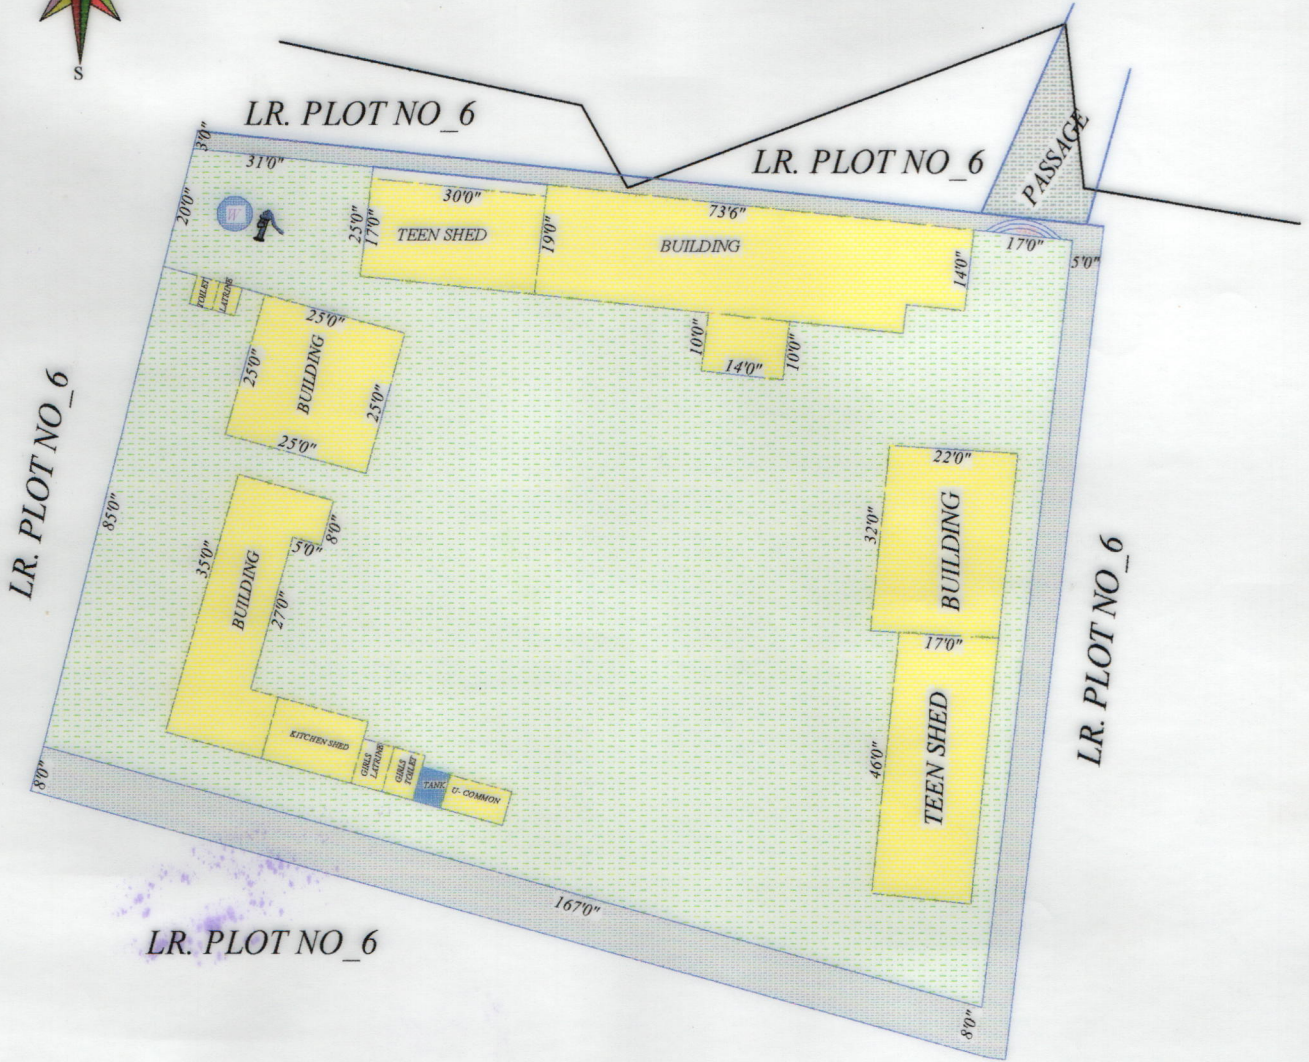 S
LR. PLOT NO_6
LR. PLOT NO_6
PASSAGE
3'0"
31'0"
20'0"
W
25'0"
17'0"
30'0"
TEEN SHED
19'0"
73'6"
BUILDING
14'0"
17'0"
5'0"
10'0"
14'0"
10'0"
TOILET
LATRINE
25'0"
25'0"
BUILDING
25'0"
25'0"
LR. PLOT NO_6
85'0"
35'0"
BUILDING
8'0"
5'0"
27'0"
KITCHEN SHED
GIRLS
LATRINE
GIRLS
TOILET
TANK
U- COMMON
22'0"
32'0"
BUILDING
17'0"
46'0"
TEEN SHED
LR. PLOT NO_6
8'0"
167'0"
8'0"
LR. PLOT NO_6